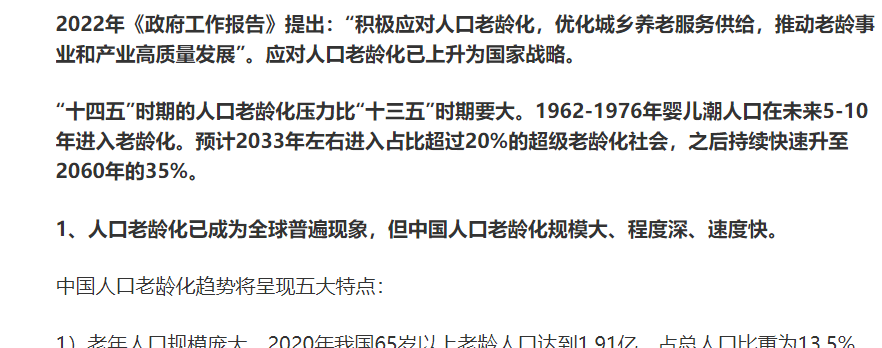 2022年《政府工作报告》提出：“积极应对人口老龄化，优化城乡养老服务供给，推动老龄事
业和产业高质量发展”。应对人口老龄化已上升为国家战略。
“十四五”时期的人口老龄化压力比“十三五”时期要大。1962-1976年婴儿潮人口在未来5-10
年进入老龄化。预计2033年左右进入占比超过20%的超级老龄化社会，之后持续快速升至
2060年的35%。
1、人口老龄化已成为全球普遍现象，但中国人口老龄化规模大、程度深、速度快。
中国人口老龄化趋势将呈现五大特点：
1）老年人口规模庞大。2020年我国65岁以上老龄人口达到1.91亿，占总人口比重为13.5%